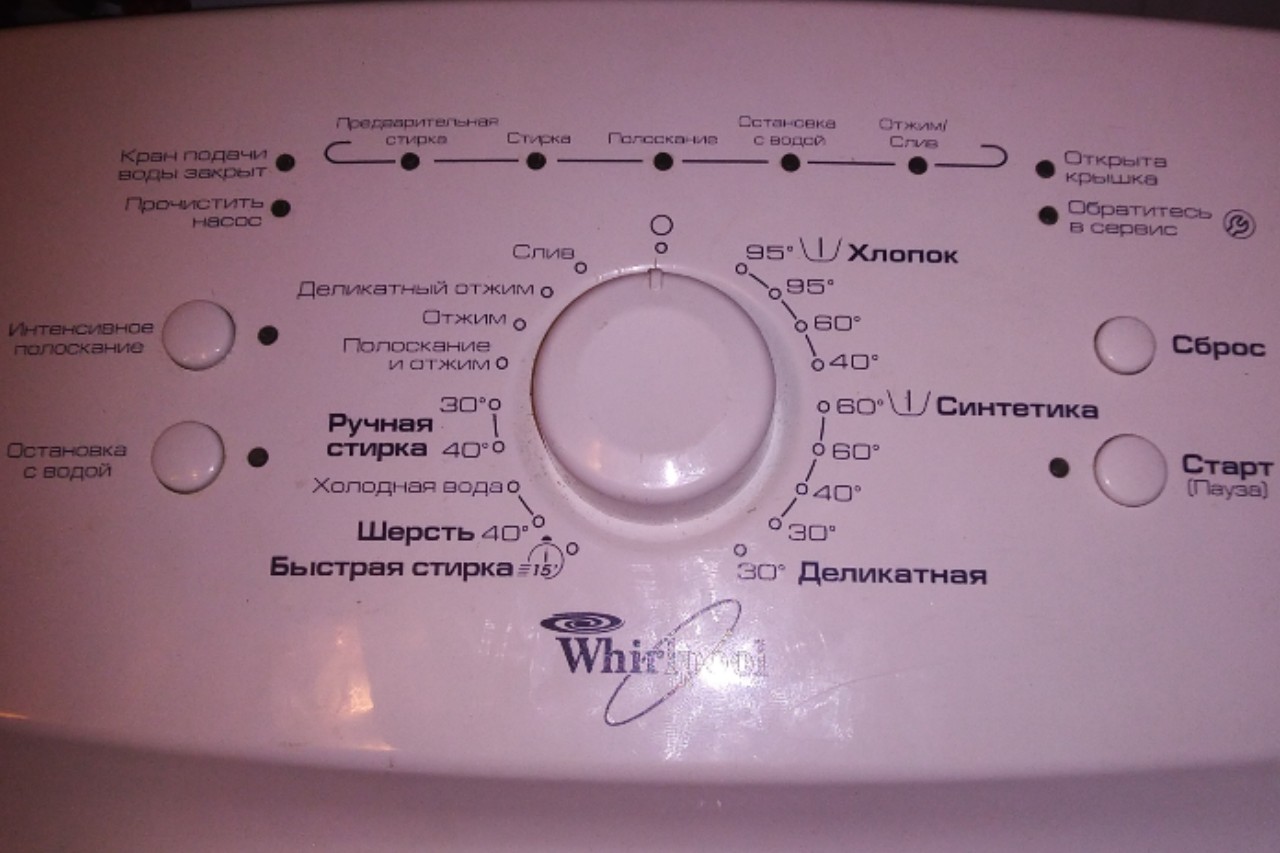 Предварительная
стирка
Стирка
Полоскание
Остановка
с водой
Отжим/
Слив
Кран подачи
воды закрыт
Прочистить
насос
Открыта
крышка
Обратитесь
в сервис
Слив
Деликатный отжим
Отжим
Полоскание
и отжим
30°
Ручная
стирка 40°
Холодная вода
Шерсть 40°
Быстрая стирка 15'
95° Хлопок
95°
60°
40°
60° Синтетика
60°
40°
30°
30° Деликатная
Интенсивное
полоскание
Остановка
с водой
Сброс
Старт
(Пауза)
Whirlpool